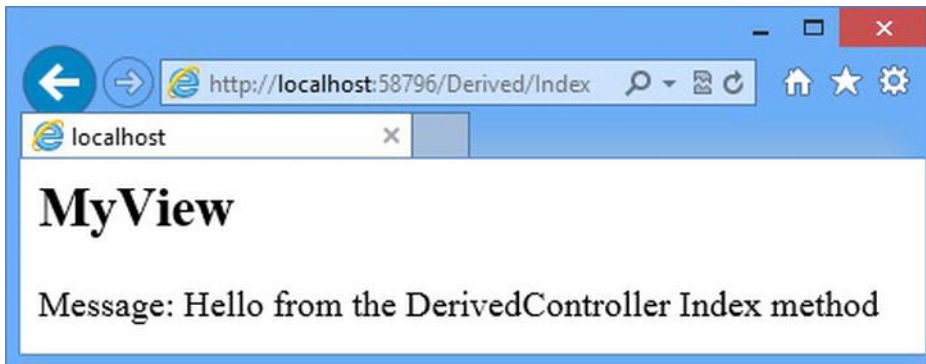 http://localhost:58796/Derived/Index
localhost
MyView
Message: Hello from the DerivedController Index method